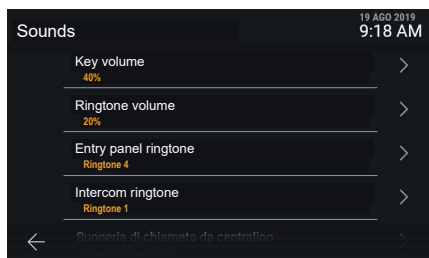 Sounds
19 AGO 2019
9:18 AM
Key volume
40%
Ringtone volume
20%
Entry panel ringtone
Ringtone 4
Intercom ringtone
Ringtone 1
Suoneria di chiamata da centralino